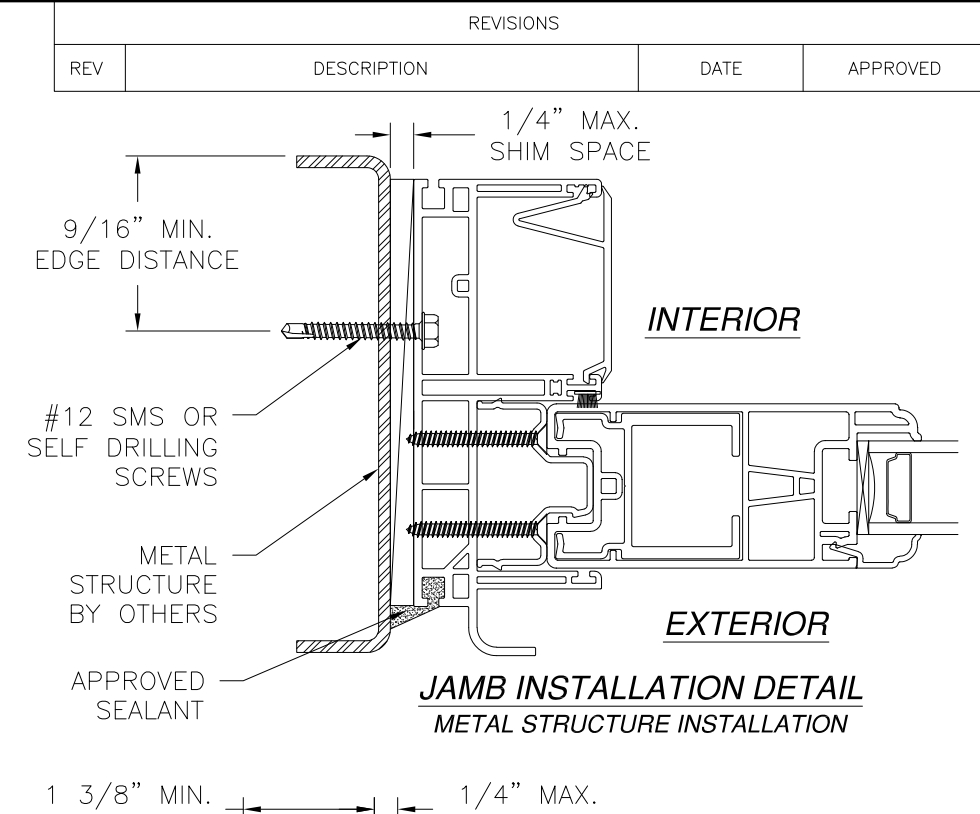 REVISIONS
REV DESCRIPTION DATE APPROVED
1/4” MAX.
SHIM SPACE
9/16” MIN.
EDGE DISTANCE
INTERIOR
#12 SMS OR
SELF DRILLING
SCREWS
METAL
STRUCTURE
BY OTHERS
EXTERIOR
APPROVED
SEALANT
JAMB INSTALLATION DETAIL
METAL STRUCTURE INSTALLATION
1 3/8” MIN. 1/4” MAX.